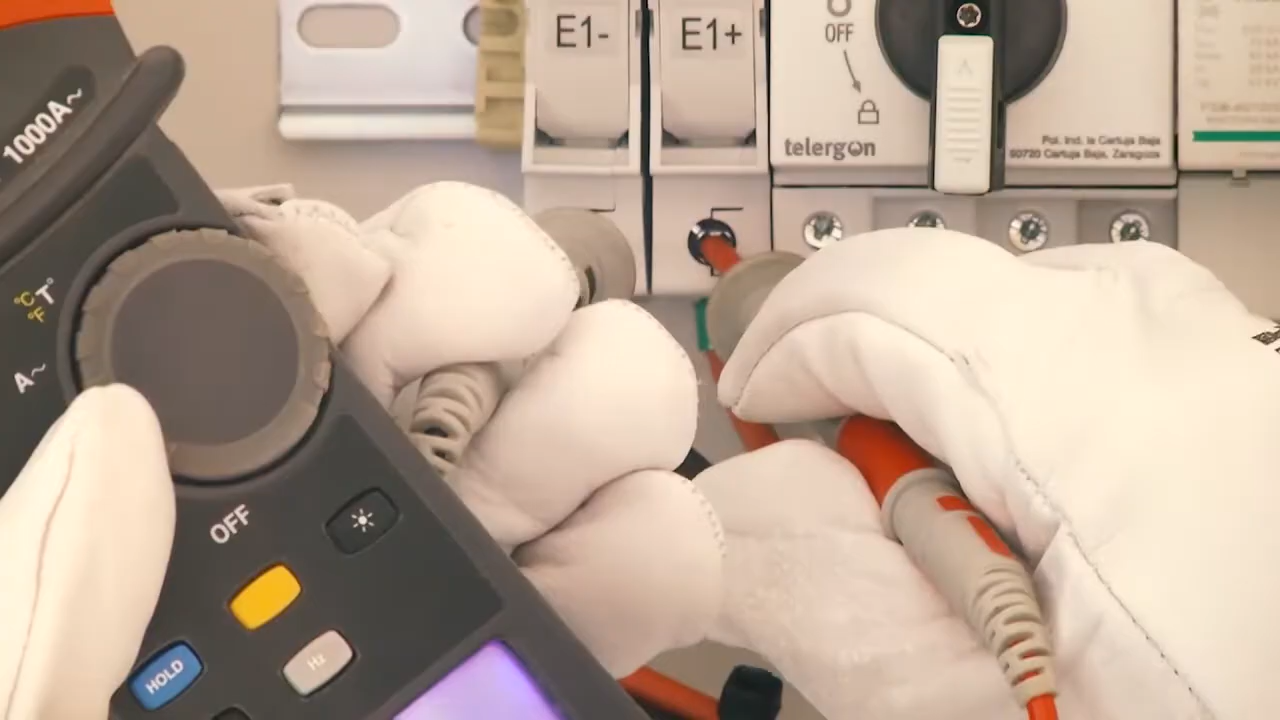 1000A~
E1-
E1+
OFF
telergon
Pol. Ind. la Cartuja Baja
50720 Cartuja Baja, Zaragoza
°C
°F
T°
A~
OFF
HOLD
Hz